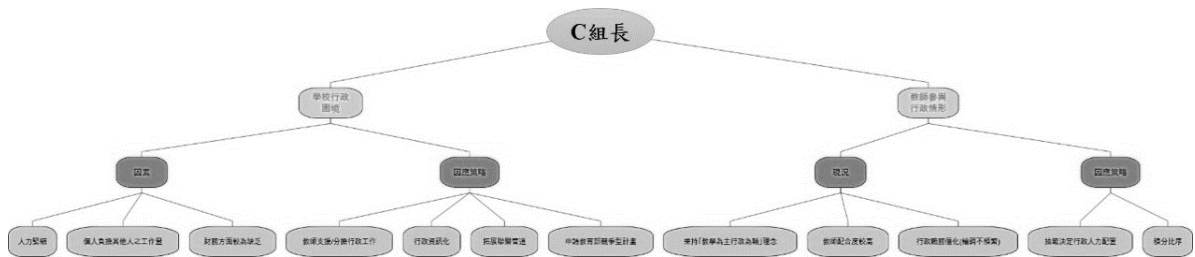 C組長
學校行政
困境
教師參與
行政情形
因素
因應策略
現況
因應策略
人力緊縮
個人負擔其他人之工作量
財務方面較為缺乏
教師支援/分擔行政工作
行政資訊化
拓展聯繫管道
申請教育部競爭型計畫
秉持「教學為主行政為輔」理念
教師配合度較高
行政職務僵化(輪調不頻繁)
抽籤決定行政人力配置
積分比序